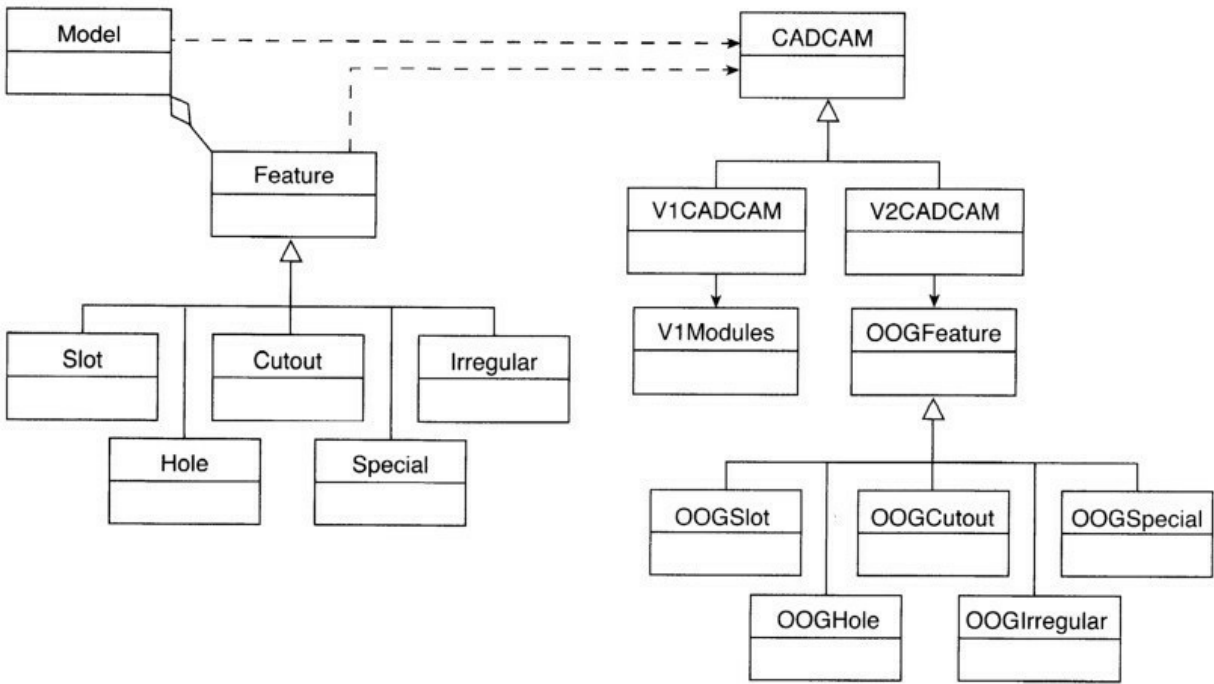 Model
CADCAM
Feature
V1CADCAM
V2CADCAM
V1Modules
OOGFeature
Slot
Cutout
Irregular
Hole
Special
OOGSlot
OOGCutout
OOGSpecial
OOGHole
OOGIrregular